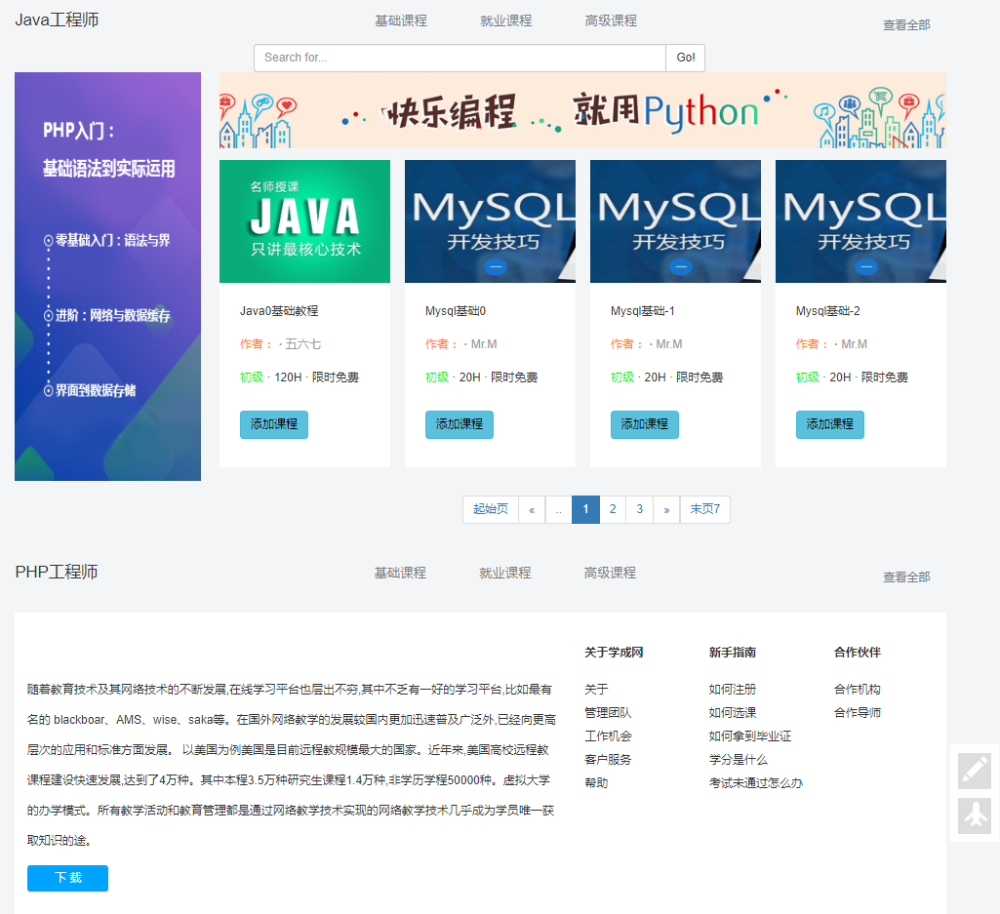 Java工程师
基础课程 就业课程 高级课程 查看全部
Search for... Go!
PHP入门：
基础语法到实际运用
零基础入门：语法与界
进阶：网络与数据缓存
界面到数据存储
快乐编程 就用Python
名师授课
JAVA
只讲最核心技术
MySQL
开发技巧
MySQL
开发技巧
MySQL
开发技巧
Java0基础教程
作者： · 五六七
初级 · 120H · 限时免费
添加课程
Mysql基础0
作者： · Mr.M
初级 · 20H · 限时免费
添加课程
Mysql基础-1
作者： · Mr.M
初级 · 20H · 限时免费
添加课程
Mysql基础-2
作者： · Mr.M
初级 · 20H · 限时免费
添加课程
起始页 « .. 1 2 3 » 末页7
PHP工程师
基础课程 就业课程 高级课程 查看全部
随着教育技术及其网络技术的不断发展,在线学习平台也层出不穷,其中不乏有一好的学习平台,比如最有
名的 blackboar、AMS、wise、saka等。在国外网络教学的发展较国内更加迅速普及广泛外,已经向更高
层次的应用和标准方面发展。 以美国为例美国是目前远程教规模最大的国家。近年来,美国高校远程教
课程建设快速发展,达到了4万种。其中本程3.5万种研究生课程1.4万种,非学历学程50000种。虚拟大学
的办学模式。所有教学活动和教育管理都是通过网络教学技术实现的网络教学技术几乎成为学员唯一获
取知识的途。
下 载
关于学成网
关于
管理团队
工作机会
客户服务
帮助
新手指南
如何注册
如何选课
如何拿到毕业证
学分是什么
考试未通过怎么办
合作伙伴
合作机构
合作导师